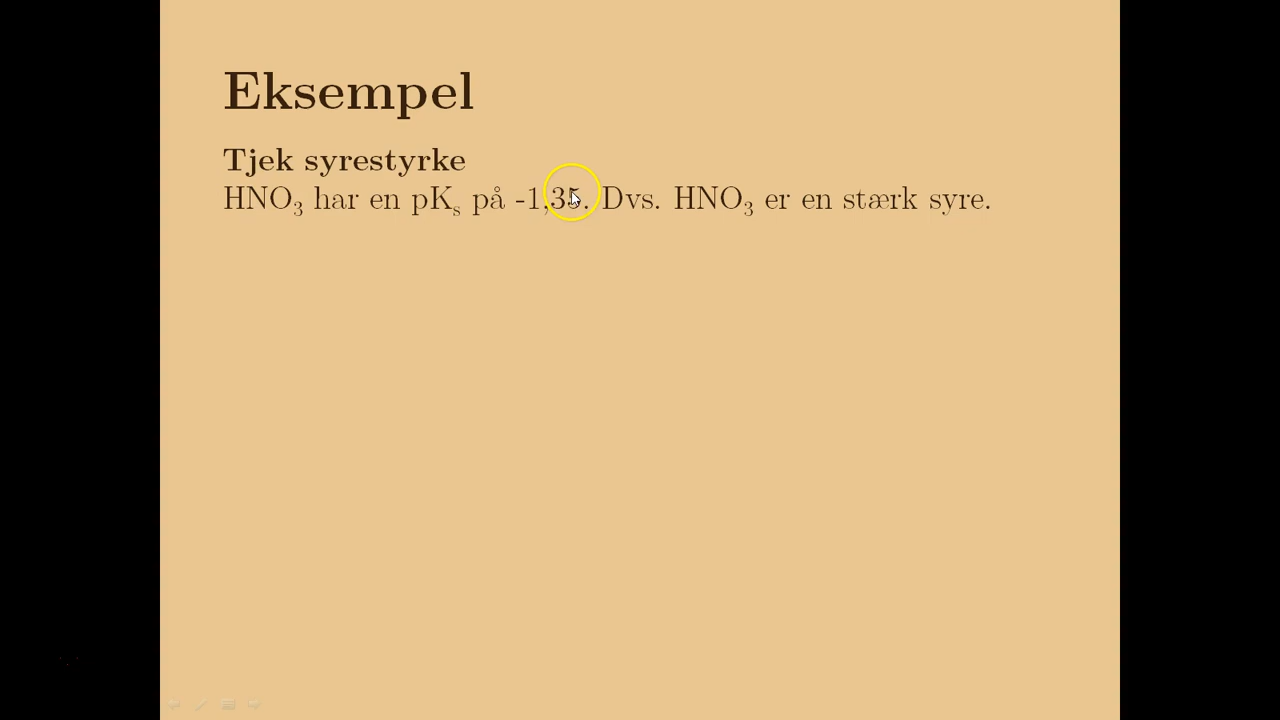 Eksempel
Tjek syrestyrke
HNO₃ har en pKₛ på -1,35. Dvs. HNO₃ er en stærk syre.